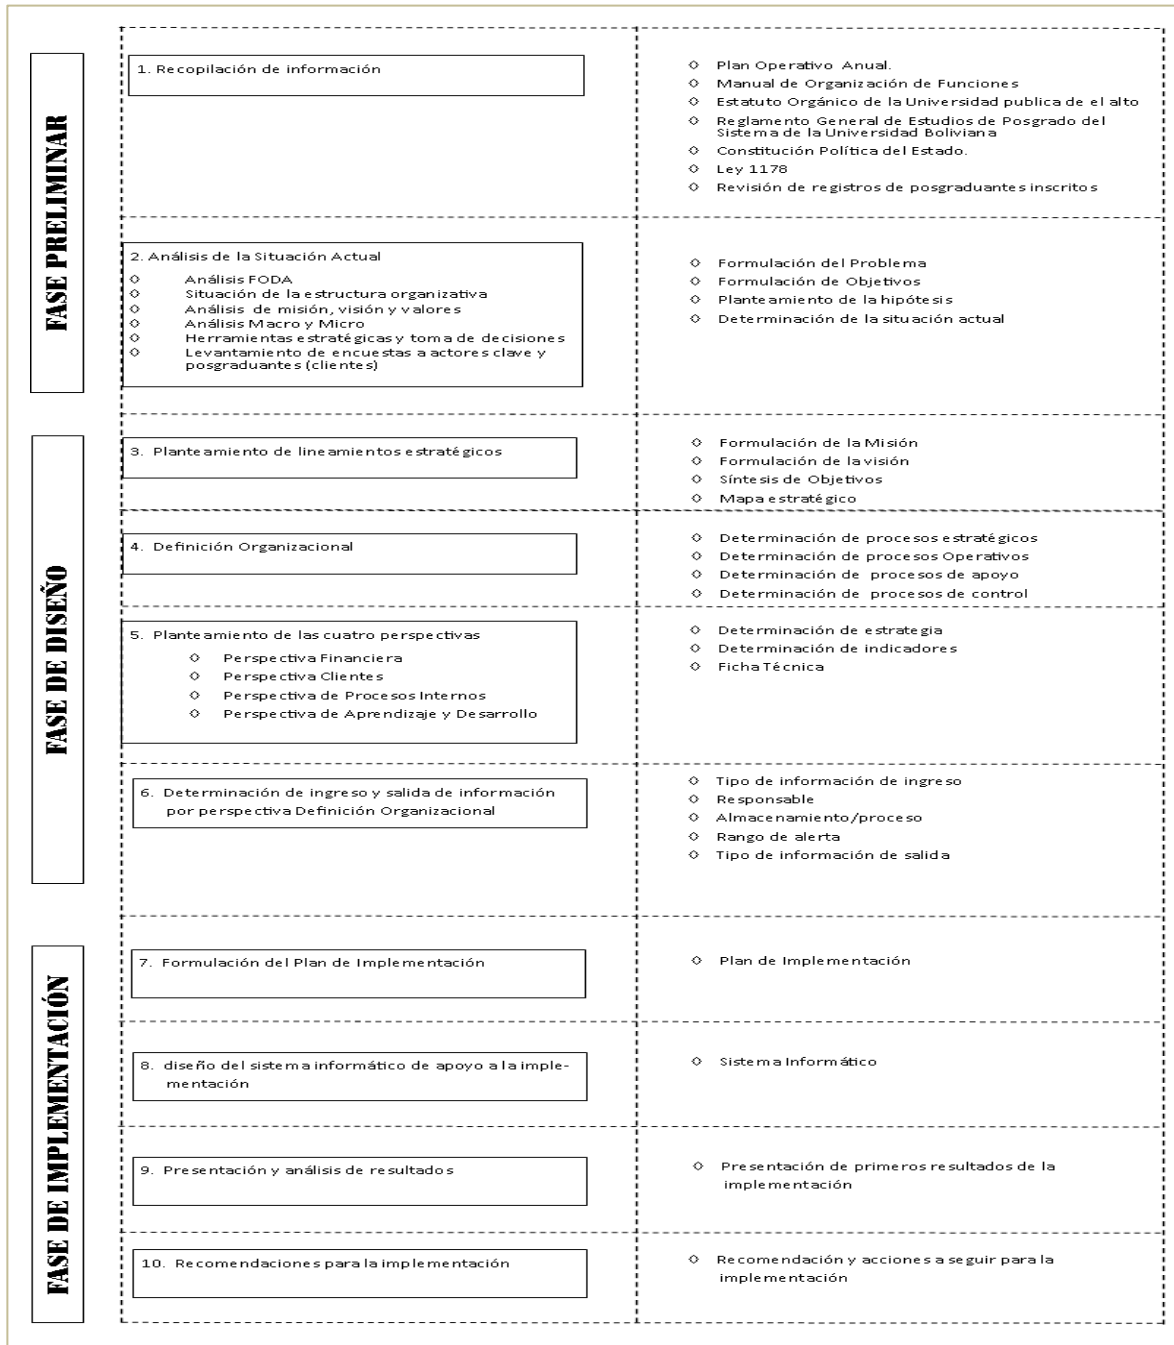 FASE PRELIMINAR
1. Recopilación de información
◇ Plan Operativo Anual.
◇ Manual de Organización de Funciones
◇ Estatuto Orgánico de la Universidad publica de el alto
◇ Reglamento General de Estudios de Posgrado del
Sistema de la Universidad Boliviana
◇ Constitución Política del Estado.
◇ Ley 1178
◇ Revisión de registros de posgraduantes inscritos
2. Análisis de la Situación Actual
◇ Análisis FODA
◇ Situación de la estructura organizativa
◇ Análisis de misión, visión y valores
◇ Análisis Macro y Micro
◇ Herramientas estratégicas y toma de decisiones
◇ Levantamiento de encuestas a actores clave y
posgraduantes (clientes)
◇ Formulación del Problema
◇ Formulación de Objetivos
◇ Planteamiento de la hipótesis
◇ Determinación de la situación actual
FASE DE DISEÑO
3. Planteamiento de lineamientos estratégicos
◇ Formulación de la Misión
◇ Formulación de la visión
◇ Síntesis de Objetivos
◇ Mapa estratégico
4. Definición Organizacional
◇ Determinación de procesos estratégicos
◇ Determinación de procesos Operativos
◇ Determinación de procesos de apoyo
◇ Determinación de procesos de control
5. Planteamiento de las cuatro perspectivas
◇ Perspectiva Financiera
◇ Perspectiva Clientes
◇ Perspectiva de Procesos Internos
◇ Perspectiva de Aprendizaje y Desarrollo
◇ Determinación de estrategia
◇ Determinación de indicadores
◇ Ficha Técnica
6. Determinación de ingreso y salida de información
por perspectiva Definición Organizacional
◇ Tipo de información de ingreso
◇ Responsable
◇ Almacenamiento/proceso
◇ Rango de alerta
◇ Tipo de información de salida
FASE DE IMPLEMENTACIÓN
7. Formulación del Plan de Implementación
◇ Plan de Implementación
8. diseño del sistema informático de apoyo a la imple-
mentación
◇ Sistema Informático
9. Presentación y análisis de resultados
◇ Presentación de primeros resultados de la
implementación
10. Recomendaciones para la implementación
◇ Recomendación y acciones a seguir para la
implementación